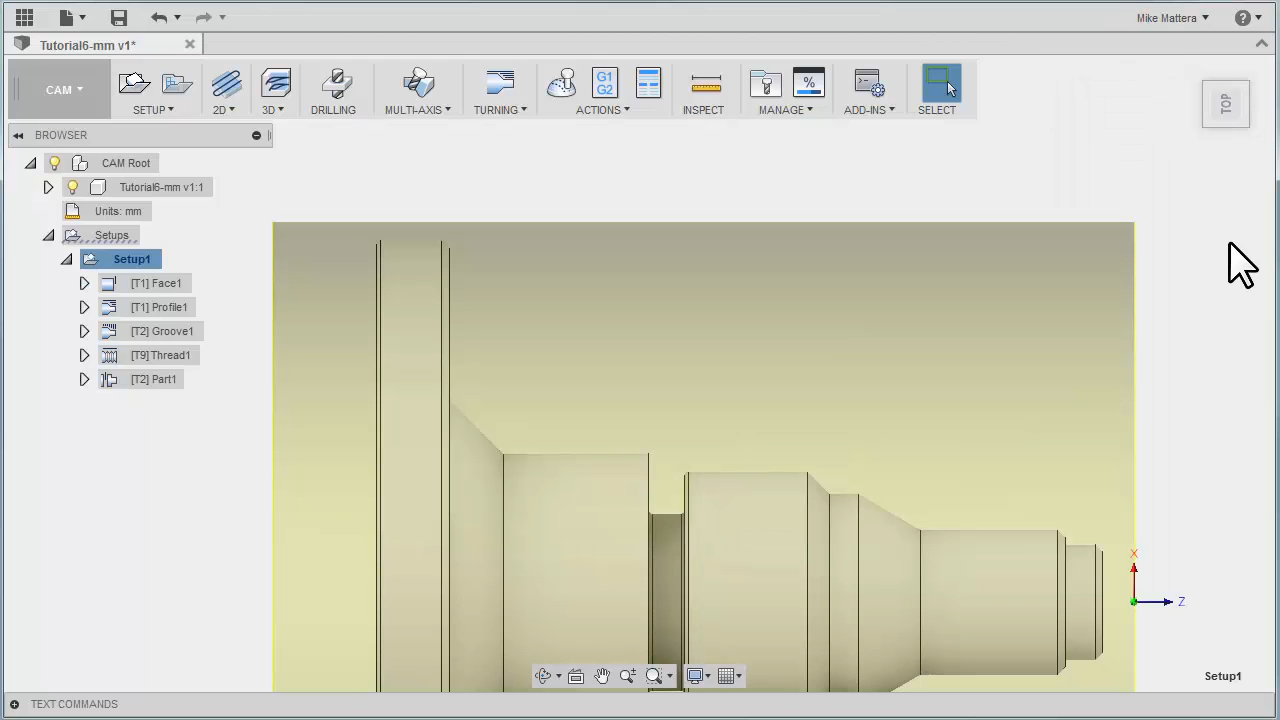 Mike Mattera
?
Tutorial6-mm v1*
CAM
G1
G2
%
SETUP
2D
3D
DRILLING
MULTI-AXIS
TURNING
ACTIONS
INSPECT
MANAGE
ADD-INS
SELECT
TOP
BROWSER
CAM Root
Tutorial6-mm v1:1
Units: mm
Setups
Setup1
[T1] Face1
[T1] Profile1
[T2] Groove1
[T9] Thread1
[T2] Part1
X
Z
Setup1
TEXT COMMANDS